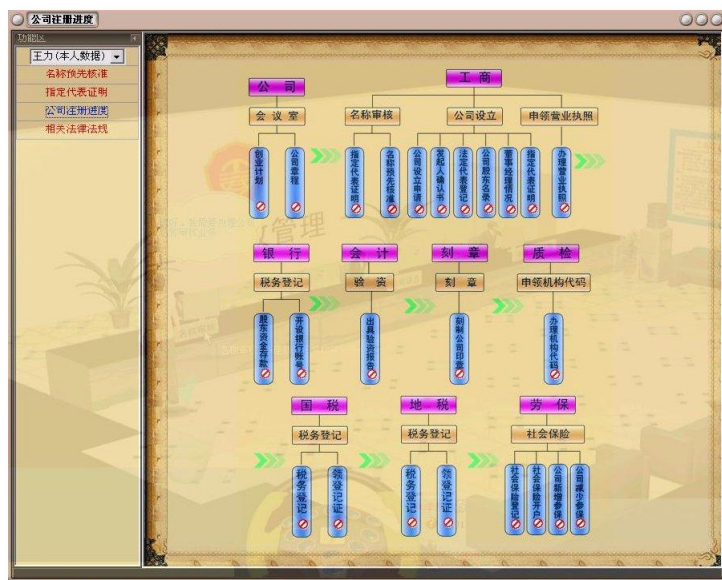 公司注册进度
功能区
王力(本人数据)
名称预先核准
指定代表证明
公司注册进度
相关法律法线
公 司
工 商
会 议 室
名称审核
公司设立
申领营业执照
创业计划
公司章程
指定代表证明
名称预先核准
公司设立申请
发起人确认书
法定代表登记
公司股东名录
董事经理情况
指定代表证明
办理营业执照
管理
银 行
会 计
刻 章
质 检
税务登记
验 资
刻 章
申领机构代码
股东资金存款
开设银行账号
出具验资报告
刻制公司印章
办理机构代码
国 税
地 税
劳 保
税务登记
税务登记
社会保险
税务登记
领登记证
税务登记
领登记证
社会保险登记
社会保险开户
公司新增参保
公司减少参保